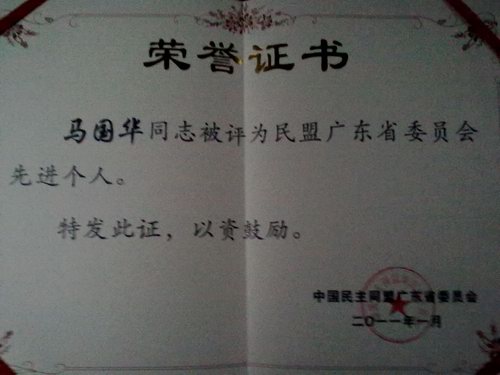 荣誉证书
马国华同志被评为民盟广东省委员会
先进个人。
特发此证，以资鼓励。
中国民主同盟广东省委员会
二〇一一年一月